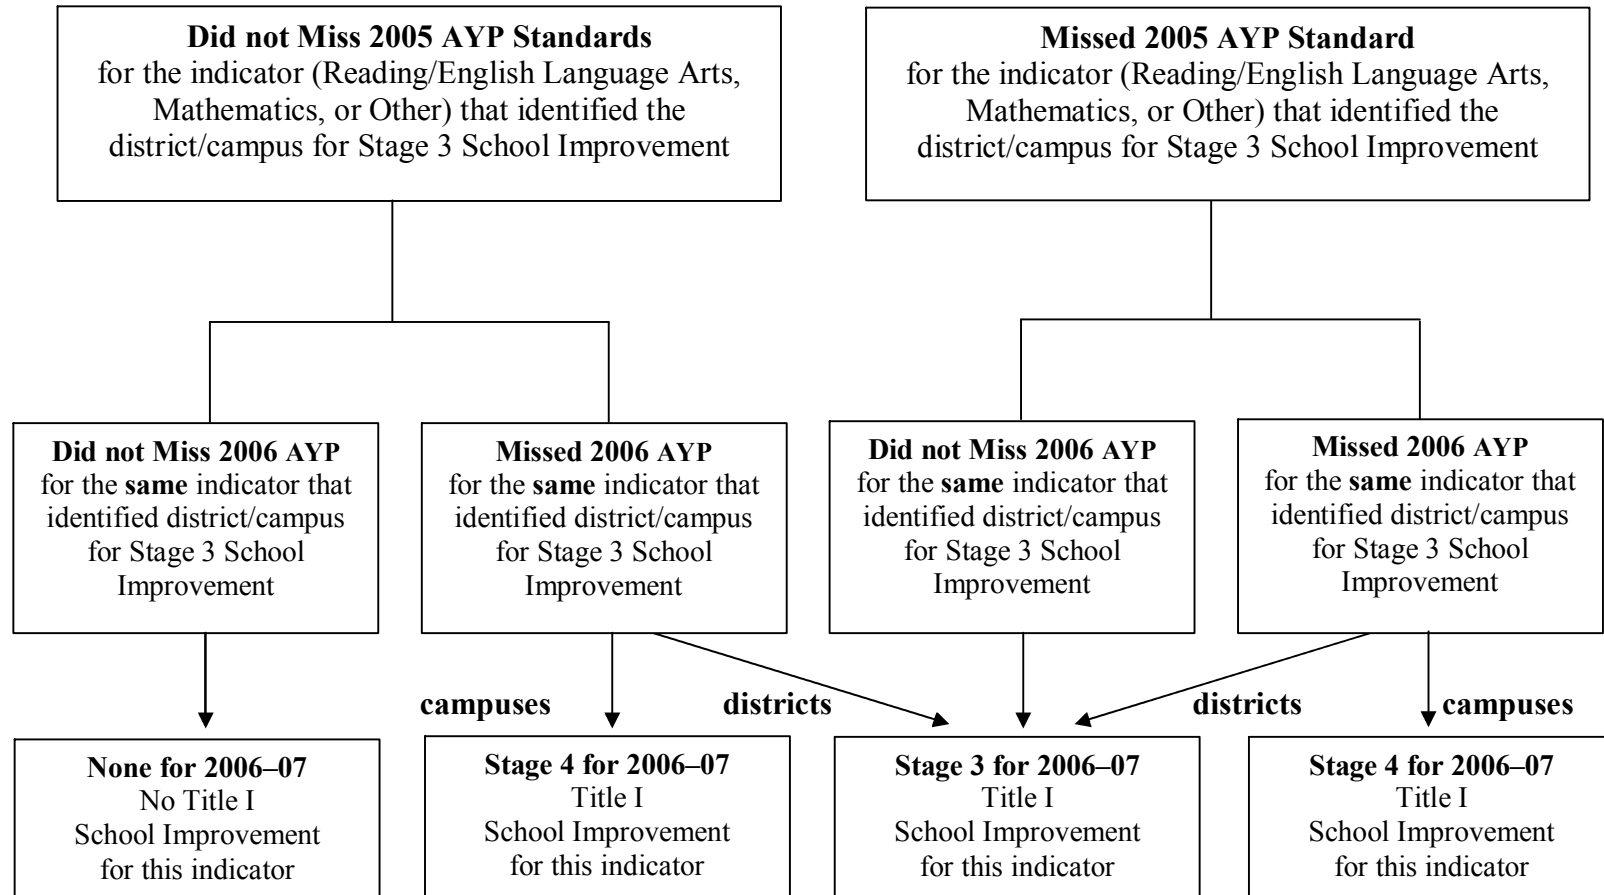 Did not Miss 2005 AYP Standards
for the indicator (Reading/English Language Arts,
Mathematics, or Other) that identified the
district/campus for Stage 3 School Improvement
Missed 2005 AYP Standard
for the indicator (Reading/English Language Arts,
Mathematics, or Other) that identified the
district/campus for Stage 3 School Improvement
Did not Miss 2006 AYP
for the same indicator that
identified district/campus
for Stage 3 School
Improvement
Missed 2006 AYP
for the same indicator that
identified district/campus
for Stage 3 School
Improvement
Did not Miss 2006 AYP
for the same indicator that
identified district/campus
for Stage 3 School
Improvement
Missed 2006 AYP
for the same indicator that
identified district/campus
for Stage 3 School
Improvement
campuses
districts
districts
campuses
None for 2006–07
No Title I
School Improvement
for this indicator
Stage 4 for 2006–07
Title I
School Improvement
for this indicator
Stage 3 for 2006–07
Title I
School Improvement
for this indicator
Stage 4 for 2006–07
Title I
School Improvement
for this indicator